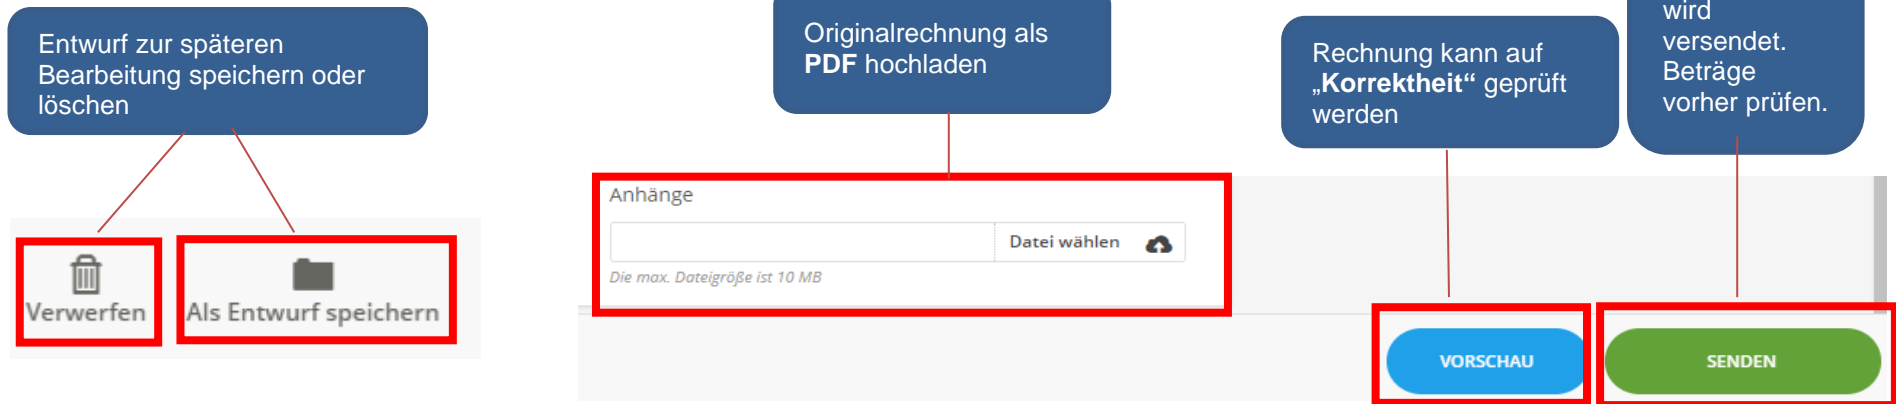 Entwurf zur späteren
Bearbeitung speichern oder
löschen
Originalrechnung als
PDF hochladen
Rechnung kann auf
„Korrektheit“ geprüft
werden
wird
versendet.
Beträge
vorher prüfen.
Verwerfen
Als Entwurf speichern
Anhänge
Datei wählen
Die max. Dateigröße ist 10 MB
VORSCHAU
SENDEN